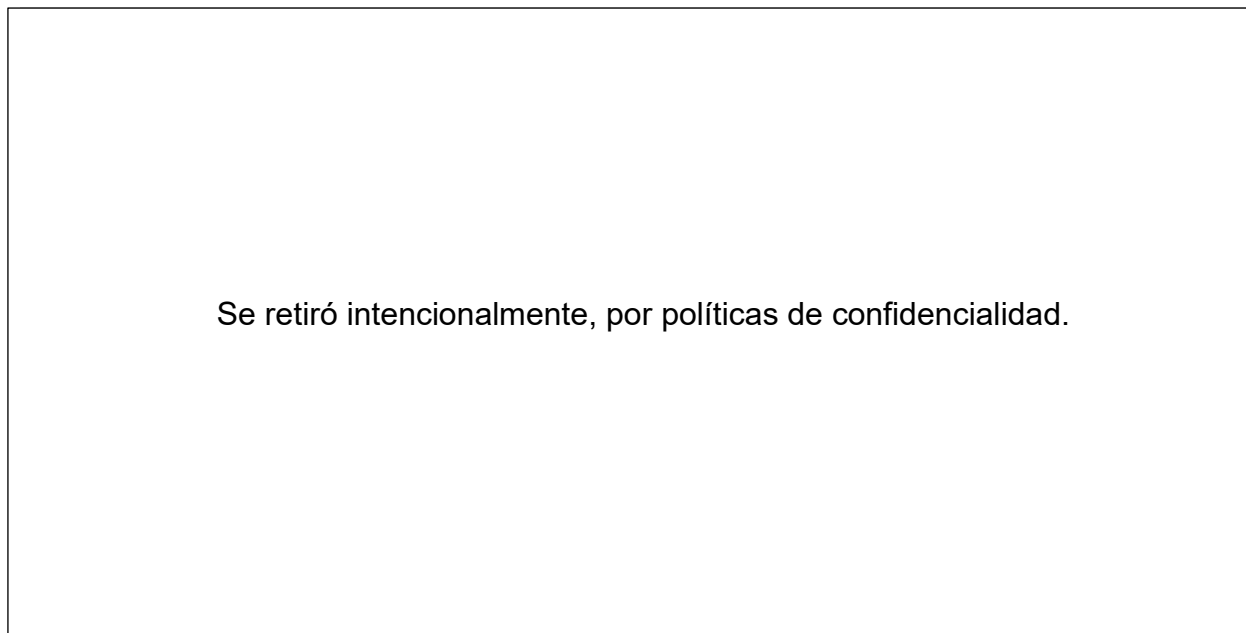 Se retiró intencionalmente, por políticas de confidencialidad.